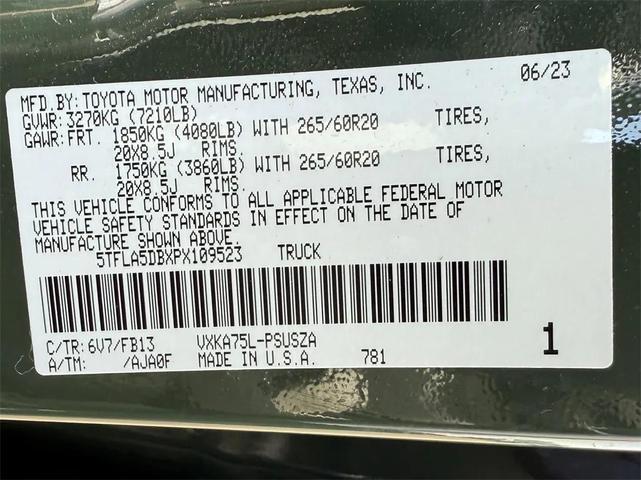 MFD.BY:TOYOTA MOTOR MANUFACTURING, TEXAS, INC. 06/23
GVWR:3270KG (7210LB)
GAWR:FRT. 1850KG (4080LB) WITH 265/60R20 TIRES,
20X8.5J RIMS.
RR. 1750KG (3860LB) WITH 265/60R20 TIRES,
20X8.5J RIMS.
THIS VEHICLE CONFORMS TO ALL APPLICABLE FEDERAL MOTOR
VEHICLE SAFETY STANDARDS IN EFFECT ON THE DATE OF
MANUFACTURE SHOWN ABOVE.
5TFLA5DBXPX109523 TRUCK
C/TR:6V7/FB13 VXKA75L-PSUSZA
A/TM: /AJA0F MADE IN U.S.A. 781 1